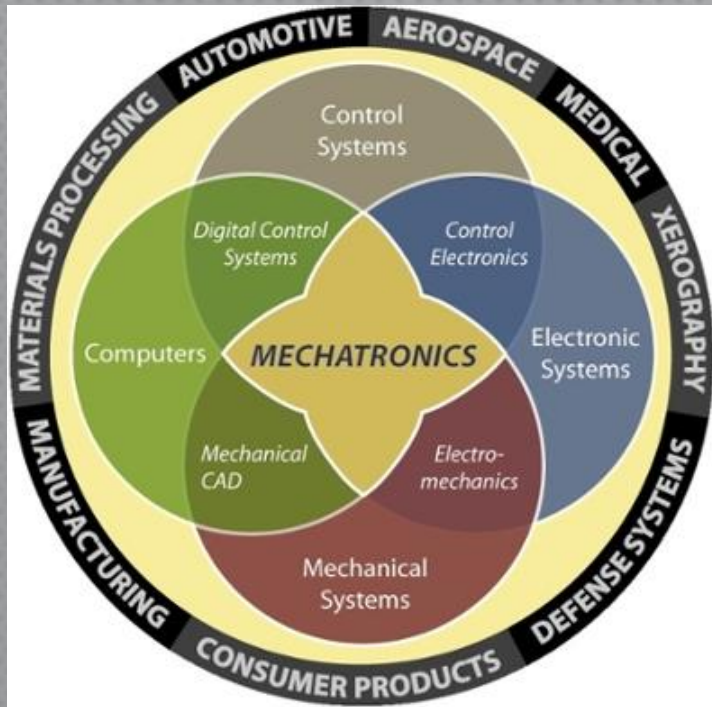 AUTOMOTIVE
AEROSPACE
MEDICAL
XEROGRAPHY
DEFENSE SYSTEMS
CONSUMER PRODUCTS
MANUFACTURING
MATERIALS PROCESSING
Control
Systems
Digital Control
Systems
Control
Electronics
Computers
MECHATRONICS
Electronic
Systems
Mechanical
CAD
Electro-
mechanics
Mechanical
Systems